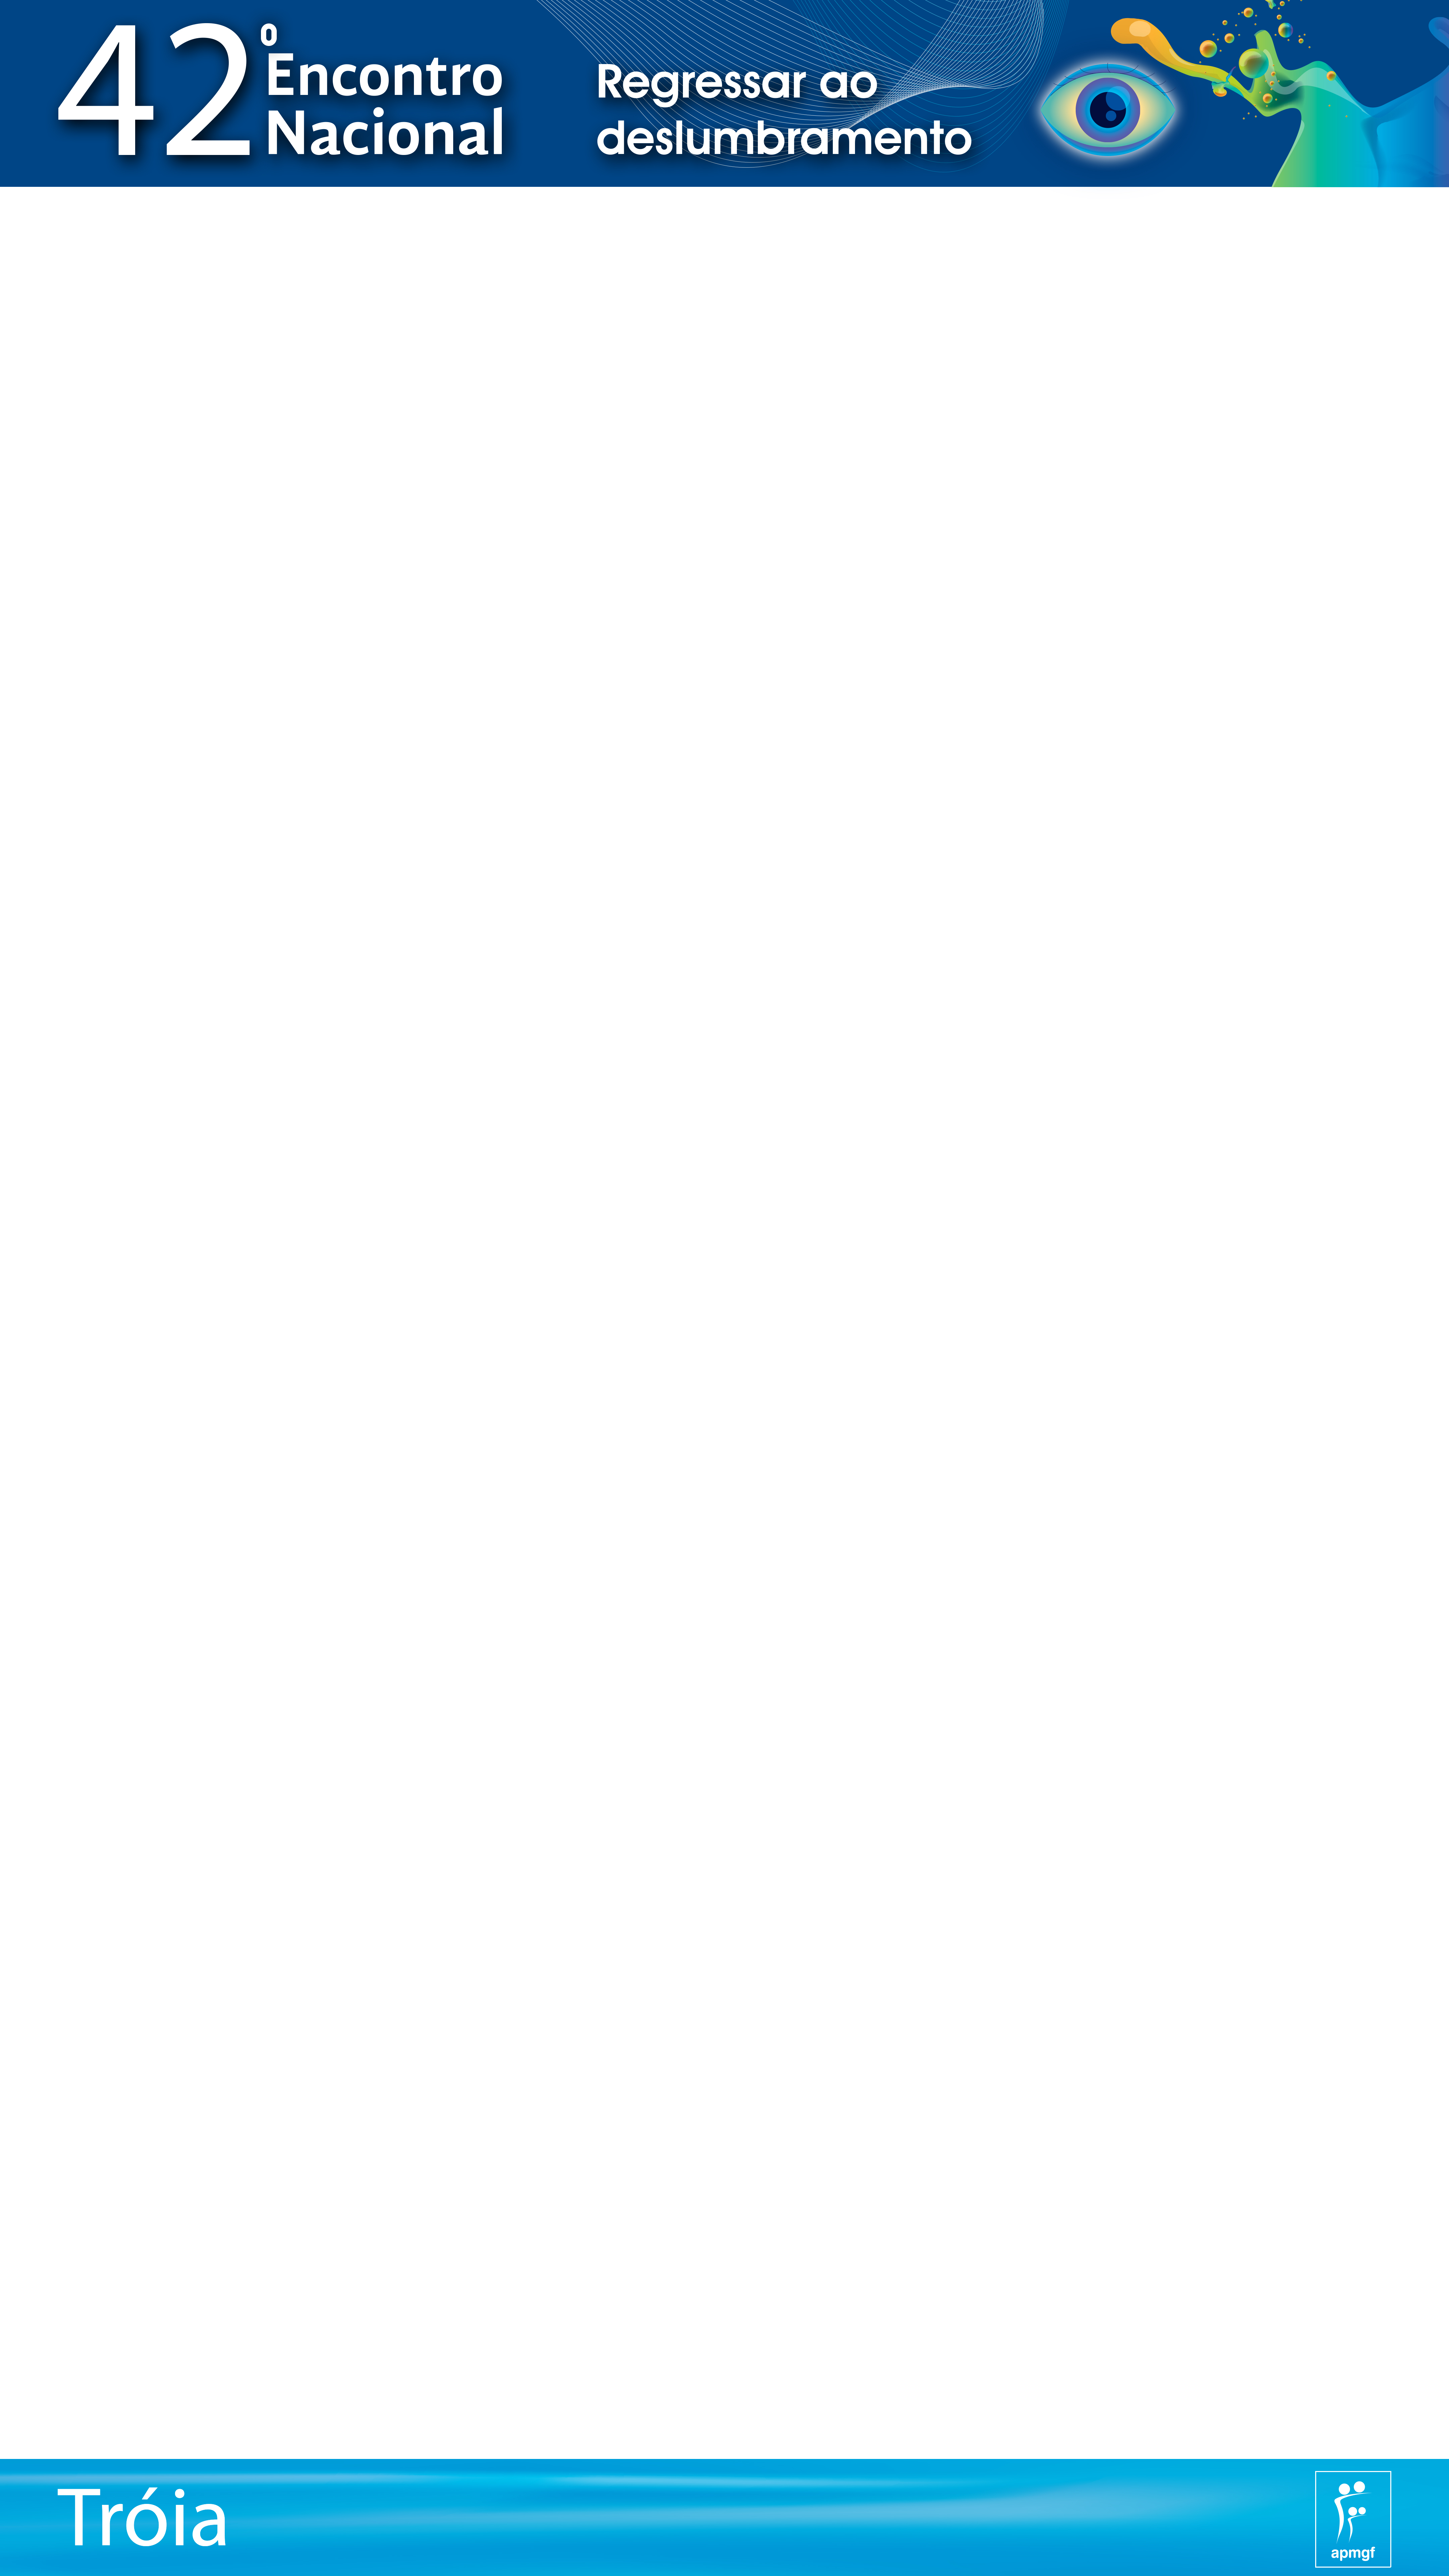 42º Encontro
Nacional
Regressar ao
deslumbramento
Tróia
apmgf